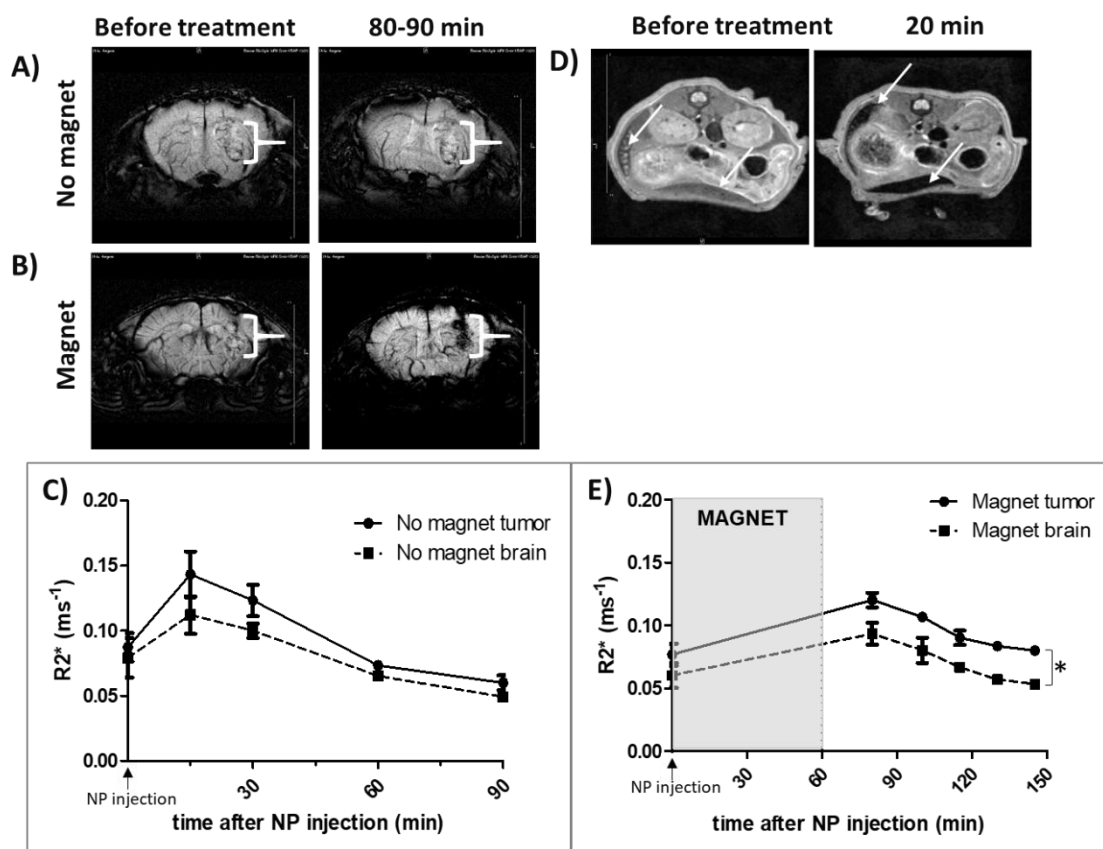 Before treatment 80-90 min
A)
No magnet
B)
Magnet
Before treatment 20 min
D)
C)
0.20
0.15
0.10
0.05
0.00
R2* (ms-1)
No magnet tumor
No magnet brain
30
60
90
NP injection
time after NP injection (min)
E)
0.20
0.15
0.10
0.05
0.00
R2* (ms-1)
MAGNET
Magnet tumor
Magnet brain
*
30
60
90
120
150
NP injection
time after NP injection (min)